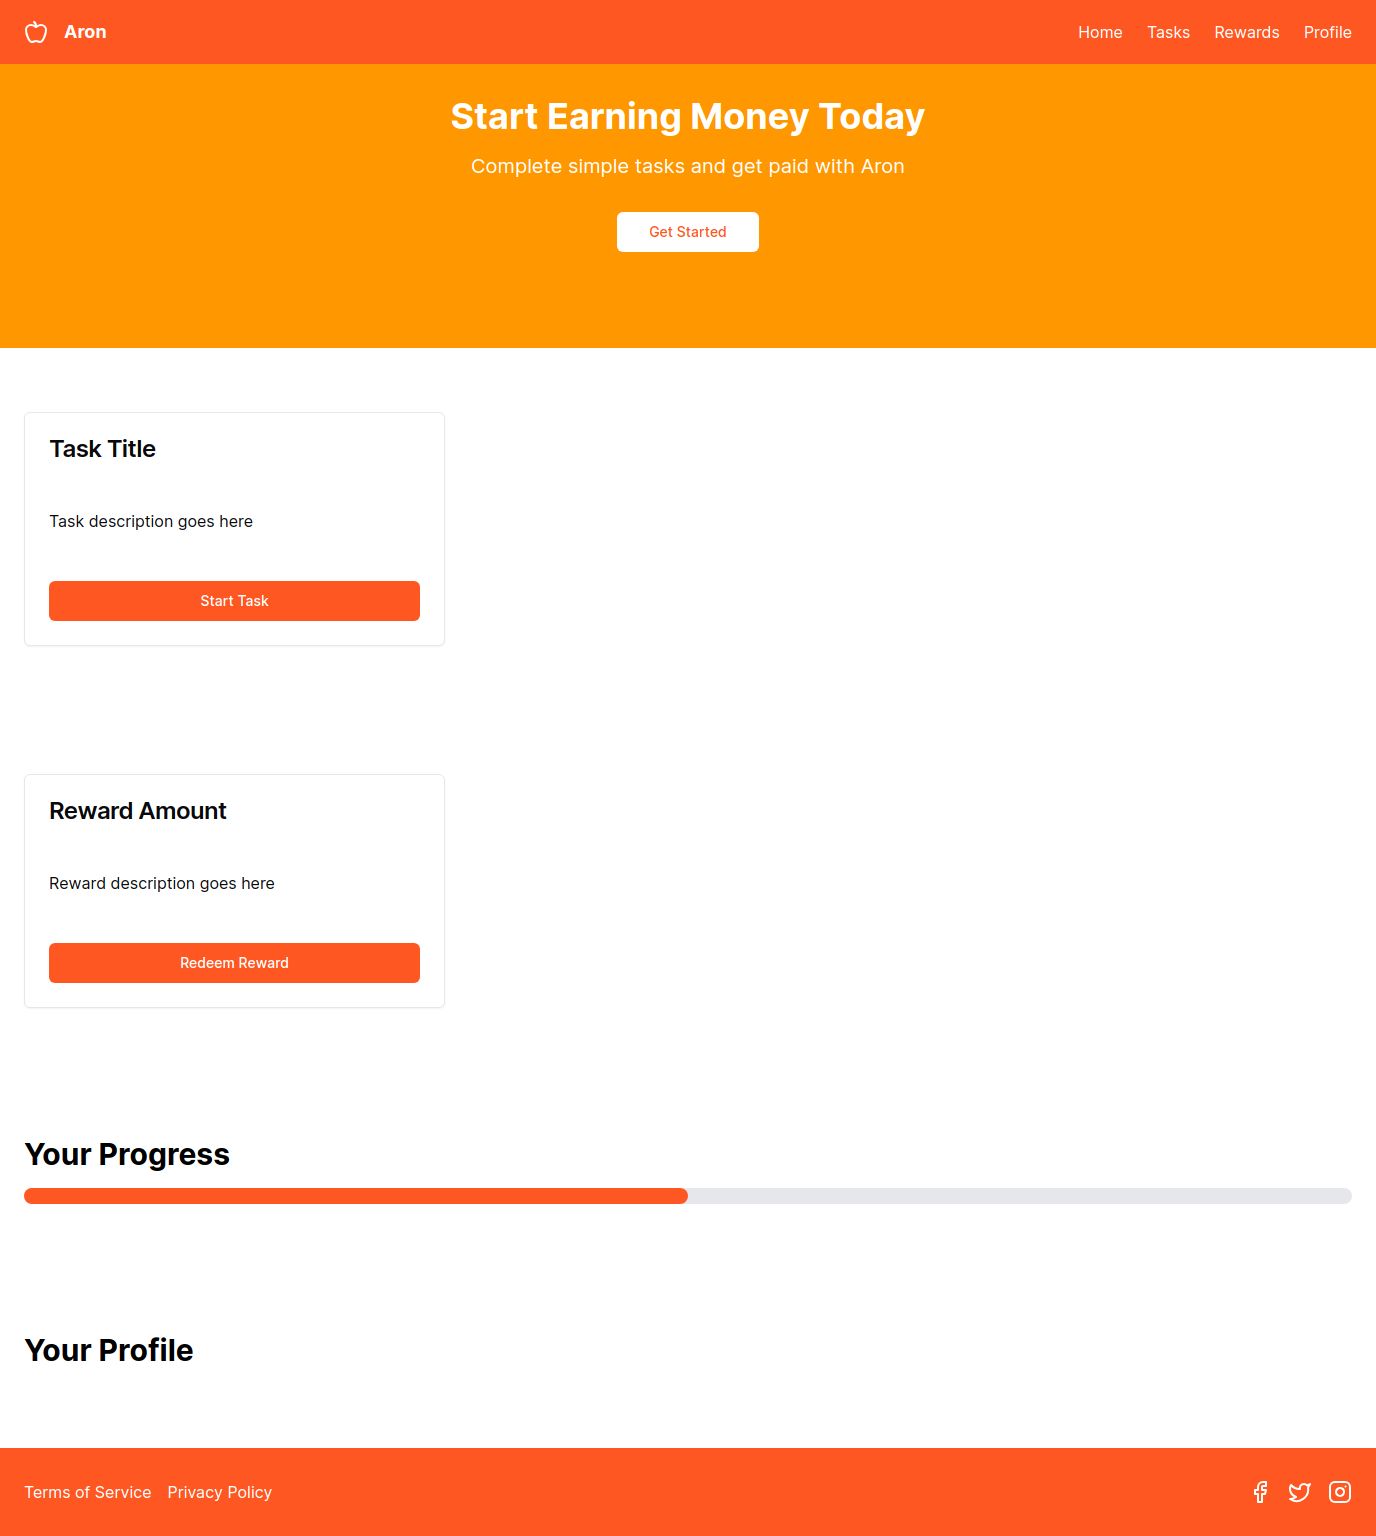 Aron
Home Tasks Rewards Profile
Start Earning Money Today
Complete simple tasks and get paid with Aron
Get Started
Task Title
Task description goes here
Start Task
Reward Amount
Reward description goes here
Redeem Reward
Your Progress
Your Profile
Terms of Service Privacy Policy